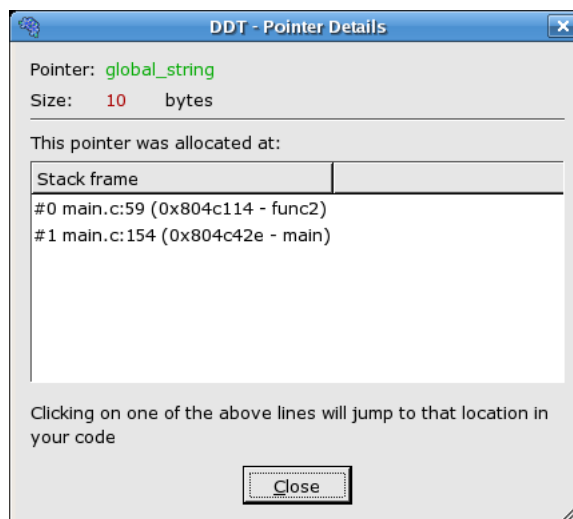 DDT - Pointer Details
Pointer: global_string
Size: 10 bytes
This pointer was allocated at:
Stack frame
#0 main.c:59 (0x804c114 - func2)
#1 main.c:154 (0x804c42e - main)
Clicking on one of the above lines will jump to that location in
your code
Close